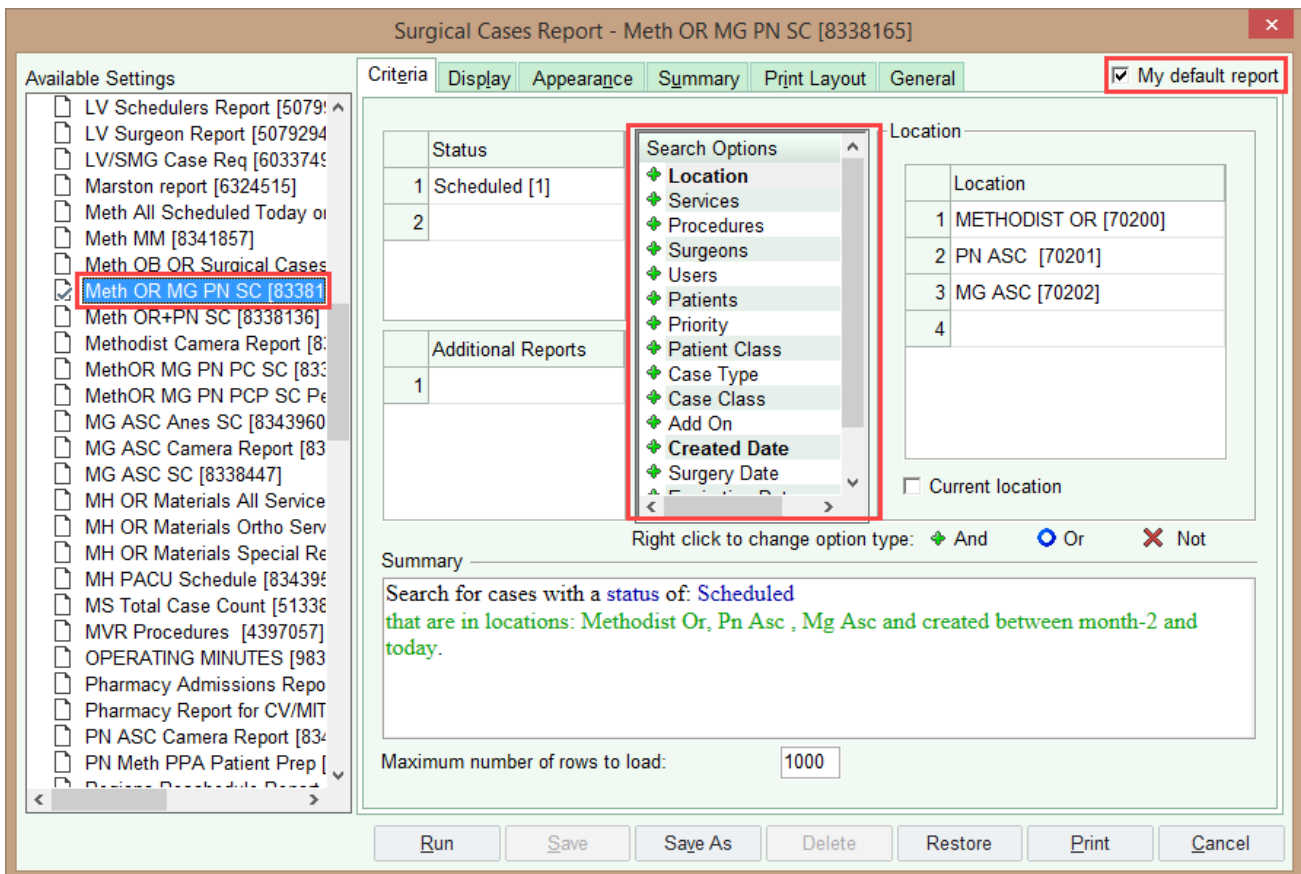 Surgical Cases Report - Meth OR MG PN SC [8338165]
Available Settings
LV Schedulers Report [5079
LV Surgeon Report [5079294
LV/SMG Case Req [6033749
Marston report [6324515]
Meth All Scheduled Today
Meth MM [8341857]
Meth OB OR Surgical Cases
Meth OR MG PN SC [83381
Meth OR+PN SC [8338136]
Methodist Camera Report [8
MethOR MG PN PC SC [833
MethOR MG PN PCP SC
MG ASC Anes SC [8343960
MG ASC Camera Report [83
MG ASC SC [8338447]
MH OR Materials All Service
MH OR Materials Ortho Serv
MH OR Materials Special Re
MH PACU Schedule [834395
MS Total Case Count [51338
MVR Procedures [4397057]
OPERATING MINUTES [983
Pharmacy Admissions Repo
Pharmacy Report for CV/MIT
PN ASC Camera Report [834
PN Meth PPA Patient Prep [
Criteria Display Appearance Summary Print Layout General
My default report
Status
1 Scheduled [1]
2
Additional Reports
1
Search Options
Location
Services
Procedures
Surgeons
Users
Patients
Priority
Patient Class
Case Type
Case Class
Add On
Created Date
Surgery Date
Location
Location
1 METHODIST OR [70200]
2 PN ASC [70201]
3 MG ASC [70202]
4
Current location
Right click to change option type: And Or Not
Summary
Search for cases with a status of: Scheduled
that are in locations: Methodist Or, Pn Asc , Mg Asc and created between month-2 and
today.
Maximum number of rows to load: 1000
Run Save Save As Delete Restore Print Cancel